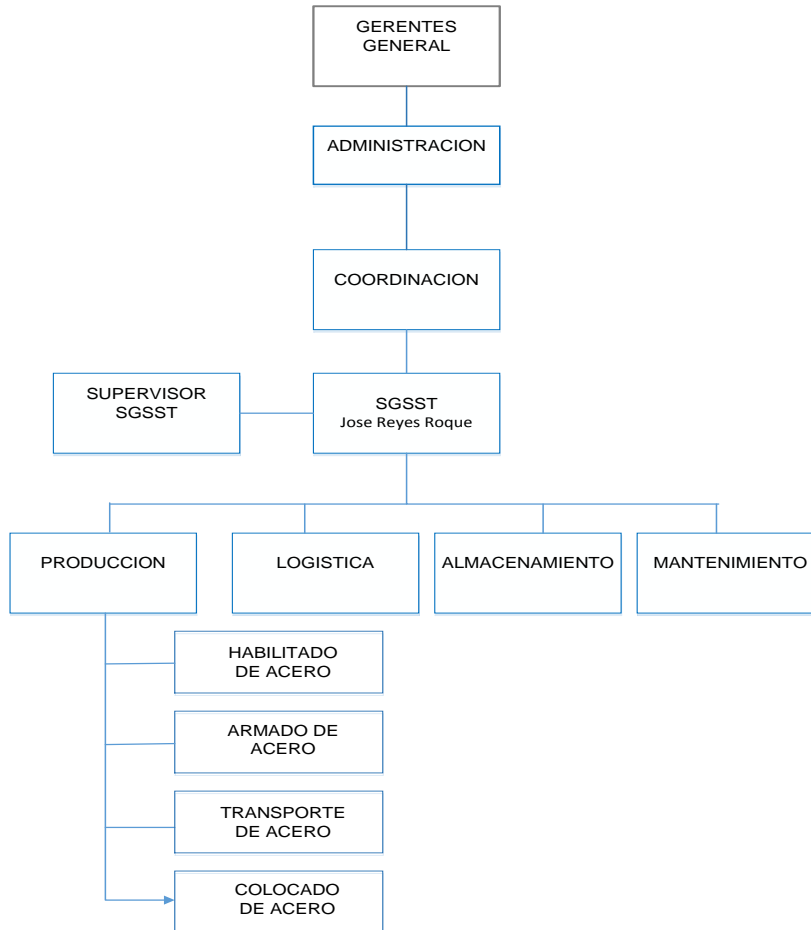 GERENTES
GENERAL
ADMINISTRACION
COORDINACION
SUPERVISOR
SGSST
SGSST
Jose Reyes Roque
PRODUCCION
LOGISTICA
ALMACENAMIENTO
MANTENIMIENTO
HABILITADO
DE ACERO
ARMADO DE
ACERO
TRANSPORTE
DE ACERO
COLOCADO
DE ACERO